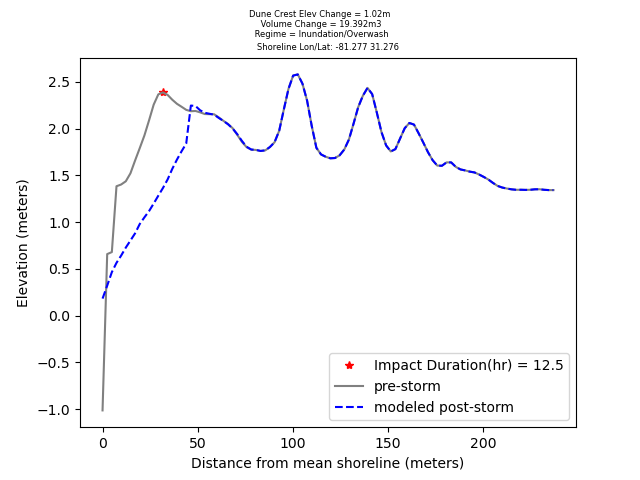 Dune Crest Elev Change = 1.02m
Volume Change = 19.392m3
Regime = Inundation/Overwash
Shoreline Lon/Lat: -81.277 31.276
2.5
2.0
1.5
1.0
0.5
0.0
−0.5
−1.0
Elevation (meters)
Impact Duration(hr) = 12.5
pre-storm
modeled post-storm
0 50 100 150 200
Distance from mean shoreline (meters)